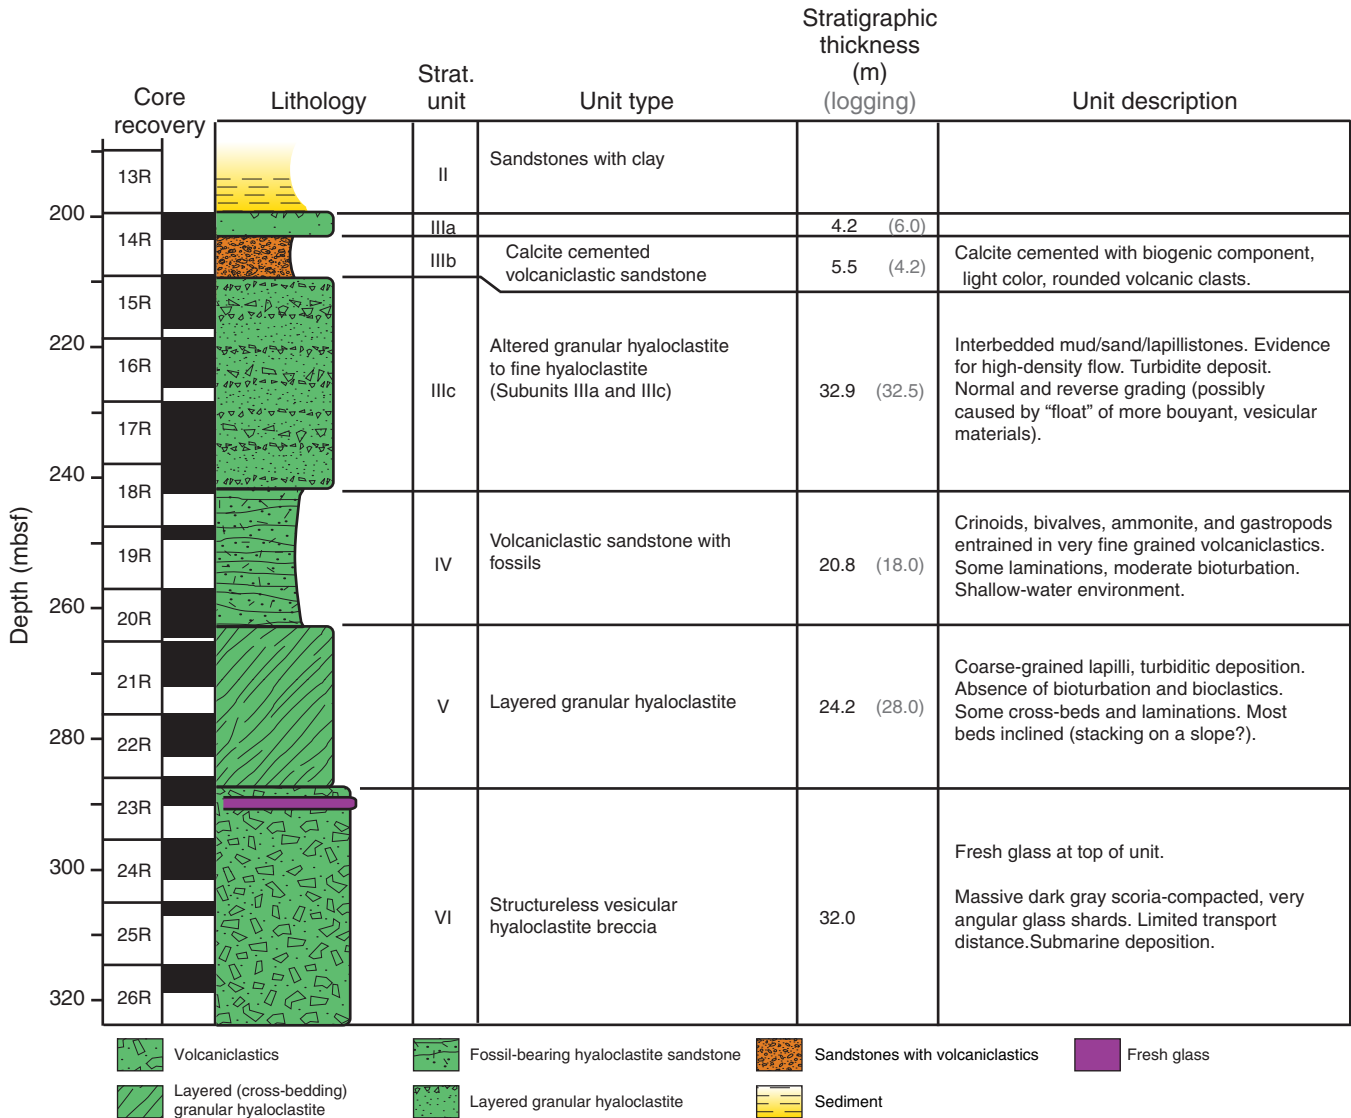 Stratigraphic
thickness
(m)
(logging)
Core
recovery
Lithology
Strat.
unit
Unit type
Unit description
Depth (mbsf)
200
220
240
260
280
300
320
13R
14R
15R
16R
17R
18R
19R
20R
21R
22R
23R
24R
25R
26R
II
Sandstones with clay
IIIa
4.2 (6.0)
IIIb
Calcite cemented
volcaniclastic sandstone
5.5 (4.2)
Calcite cemented with biogenic component,
light color, rounded volcanic clasts.
IIIc
Altered granular hyaloclastite
to fine hyaloclastite
(Subunits IIIa and IIIc)
32.9 (32.5)
Interbedded mud/sand/lapillistones. Evidence
for high-density flow. Turbidite deposit.
Normal and reverse grading (possibly
caused by “float” of more bouyant, vesicular
materials).
IV
Volcaniclastic sandstone with
fossils
20.8 (18.0)
Crinoids, bivalves, ammonite, and gastropods
entrained in very fine grained volcaniclastics.
Some laminations, moderate bioturbation.
Shallow-water environment.
V
Layered granular hyaloclastite
24.2 (28.0)
Coarse-grained lapilli, turbiditic deposition.
Absence of bioturbation and bioclastics.
Some cross-beds and laminations. Most
beds inclined (stacking on a slope?).
VI
Structureless vesicular
hyaloclastite breccia
32.0
Fresh glass at top of unit.
Massive dark gray scoria-compacted, very
angular glass shards. Limited transport
distance.Submarine deposition.
Volcaniclastics
Fossil-bearing hyaloclastite sandstone
Sandstones with volcaniclastics
Fresh glass
Layered (cross-bedding)
granular hyaloclastite
Layered granular hyaloclastite
Sediment